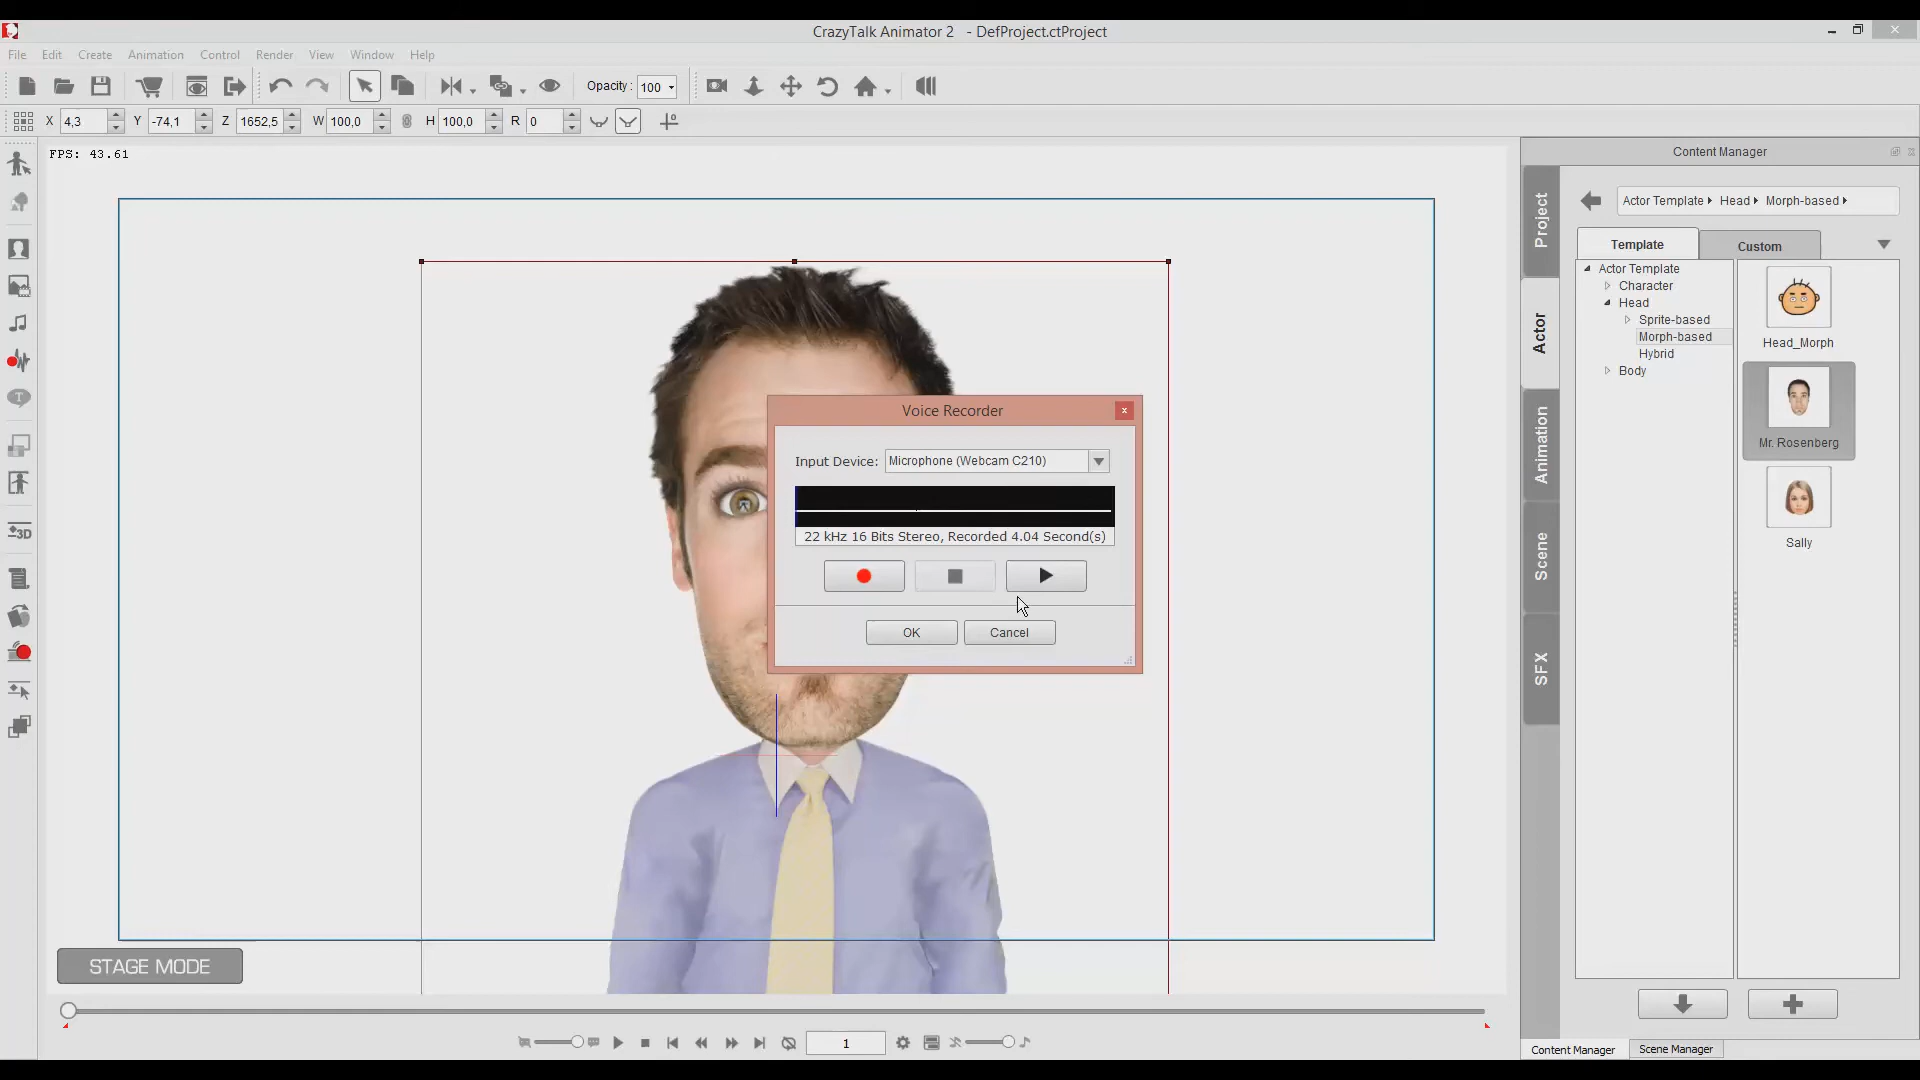 CrazyTalk Animator 2 - DefProject.ctProject
File Edit Create Animation Control Render View Window Help
Opacity : 100
X 4,3 Y -74,1 Z 1652,5 W 100,0 H 100,0 R 0
FPS: 43.61
Content Manager
Project
Actor
Animation
Scene
SFX
Actor Template Head Morph-based
Template Custom
Actor Template
Character
Head
Sprite-based
Morph-based
Hybrid
Body
Head_Morph
Mr. Rosenberg
Sally
Voice Recorder
Input Device: Microphone (Webcam C210)
22 kHz 16 Bits Stereo, Recorded 4.04 Second(s)
OK Cancel
STAGE MODE
1
+3D
Content Manager Scene Manager